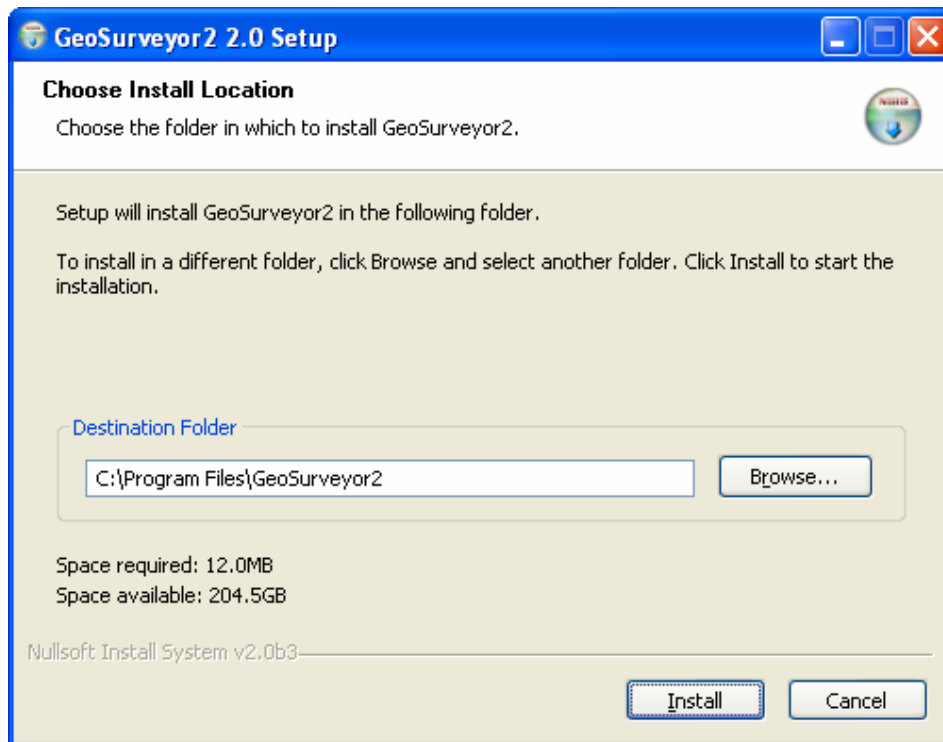 GeoSurveyor2 2.0 Setup
Choose Install Location
Choose the folder in which to install GeoSurveyor2.
Setup will install GeoSurveyor2 in the following folder.
To install in a different folder, click Browse and select another folder. Click Install to start the
installation.
Destination Folder
C:\Program Files\GeoSurveyor2
Browse...
Space required: 12.0MB
Space available: 204.5GB
Nullsoft Install System v2.0b3
Install
Cancel